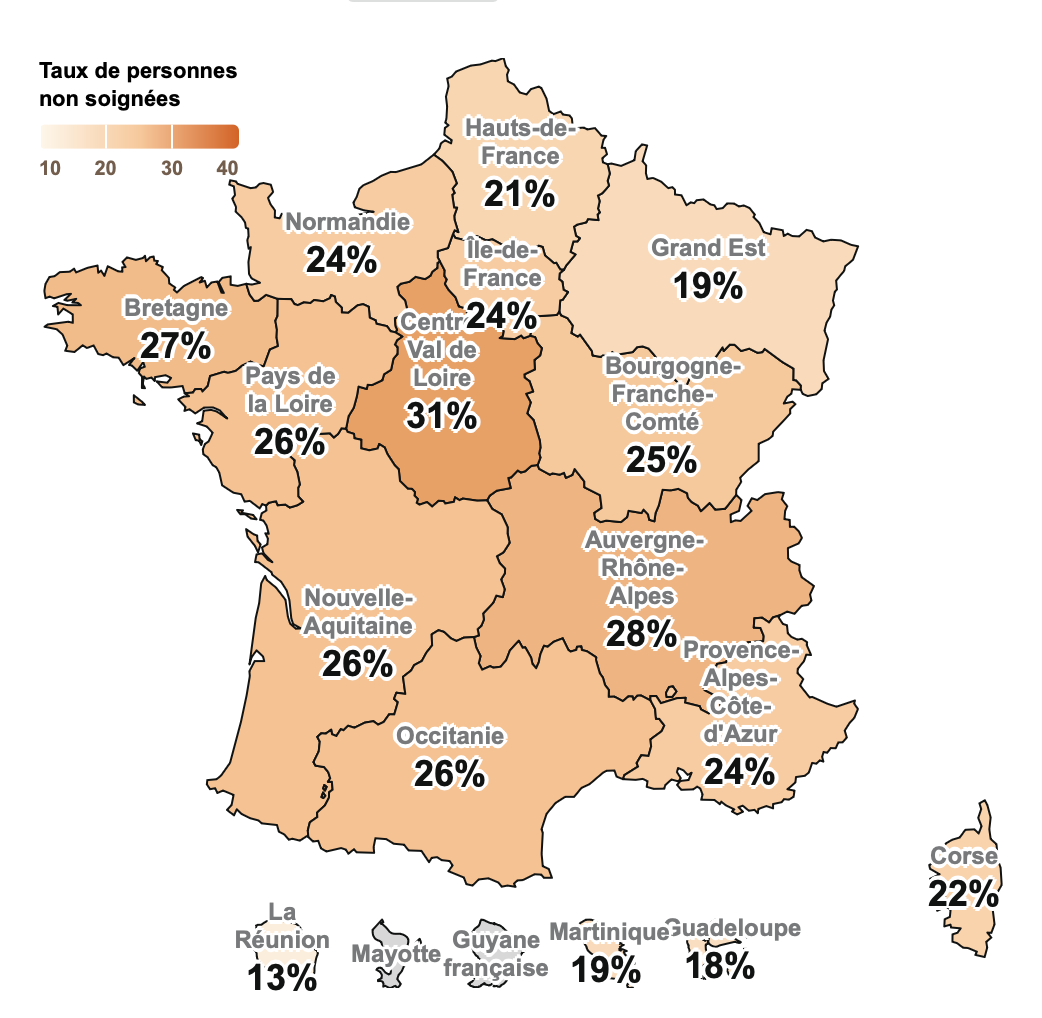 Taux de personnes
non soignées
10 20 30 40
Hauts-de-
France
21%
Normandie
24%
Île-de-
France
24%
Grand Est
19%
Bretagne
27%
Centr
Val de
Loire
31%
Pays de
la Loire
26%
Bourgogne-
Franche-
Comté
25%
Auvergne-
Rhône-
Alpes
28%
Nouvelle-
Aquitaine
26%
Provence-
Alpes-
Côte-
d'Azur
24%
Occitanie
26%
Corse
22%
La
Réunion
13%
Mayotte
Guyane
française
Martinique
19%
Guadeloupe
18%